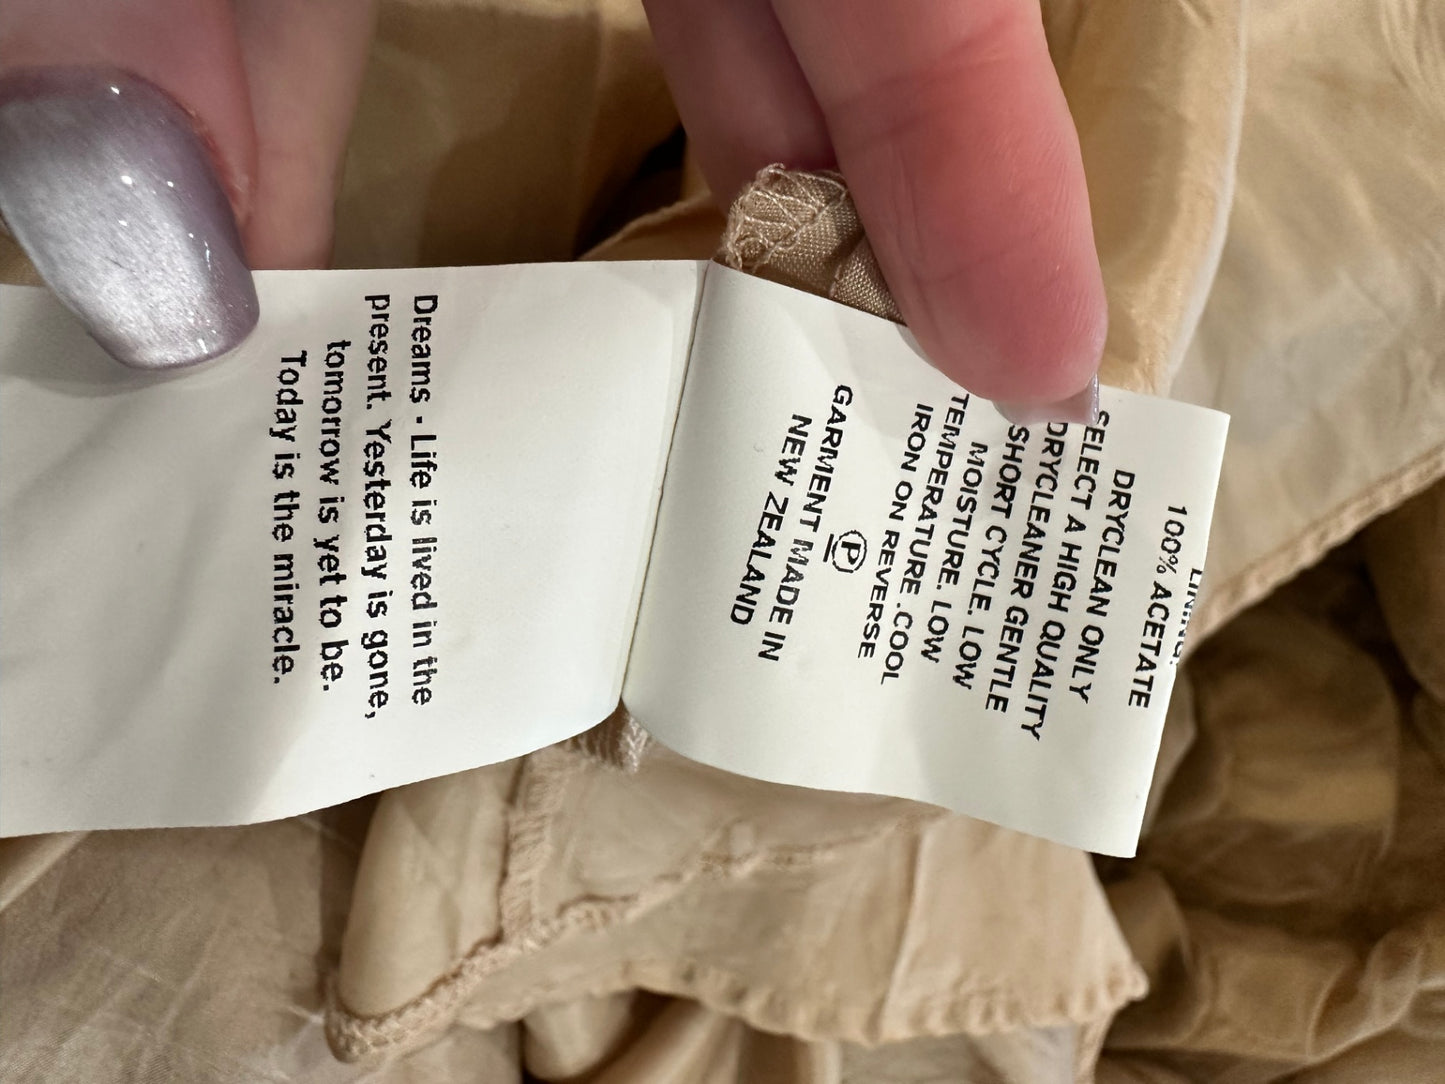 LINING:
100% ACETATE
DRYCLEAN ONLY
SELECT A HIGH QUALITY
DRYCLEANER GENTLE
SHORT CYCLE. LOW
MOISTURE. LOW
TEMPERATURE .COOL
IRON ON REVERSE
P
GARMENT MADE IN
NEW ZEALAND
Dreams - Life is lived in the
present. Yesterday is gone,
tomorrow is yet to be.
Today is the miracle.